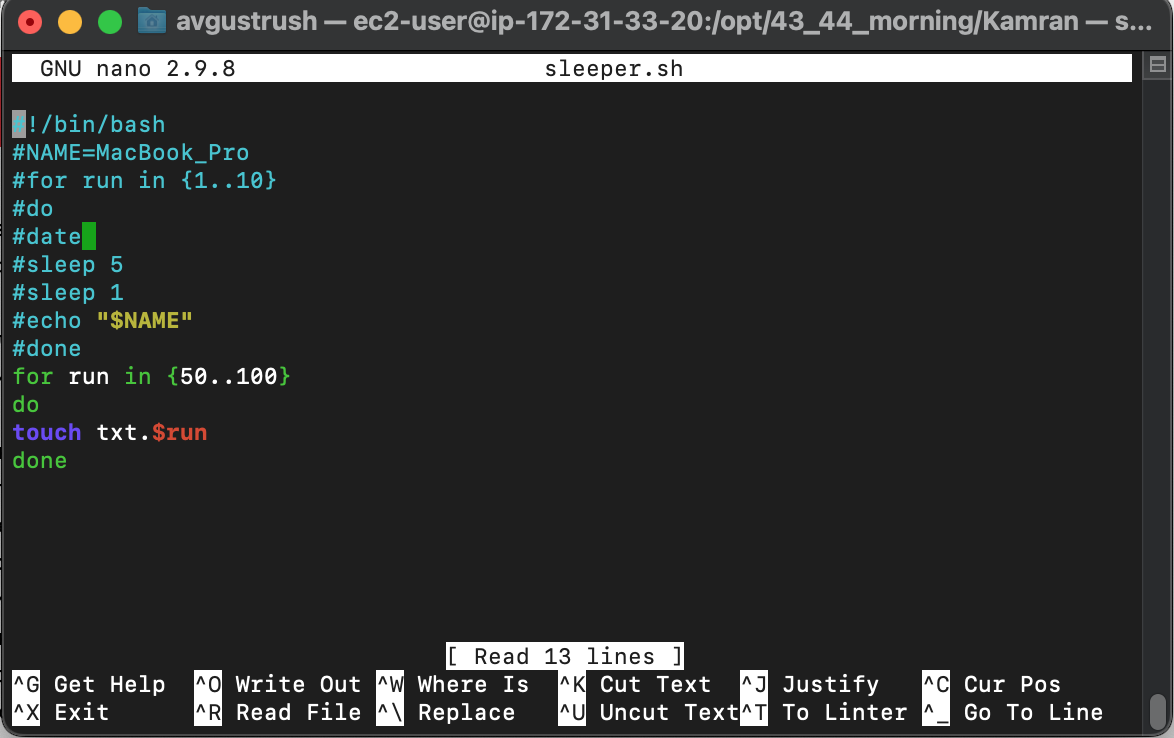 avgustrush — ec2-user@ip-172-31-33-20:/opt/43_44_morning/Kamran — s...
GNU nano 2.9.8 sleeper.sh
#!/bin/bash
#NAME=MacBook_Pro
#for run in {1..10}
#do
#date
#sleep 5
#sleep 1
#echo "$NAME"
#done
for run in {50..100}
do
touch txt.$run
done
[ Read 13 lines ]
^G Get Help ^O Write Out ^W Where Is ^K Cut Text ^J Justify ^C Cur Pos
^X Exit ^R Read File ^\ Replace ^U Uncut Text ^T To Linter ^_ Go To Line